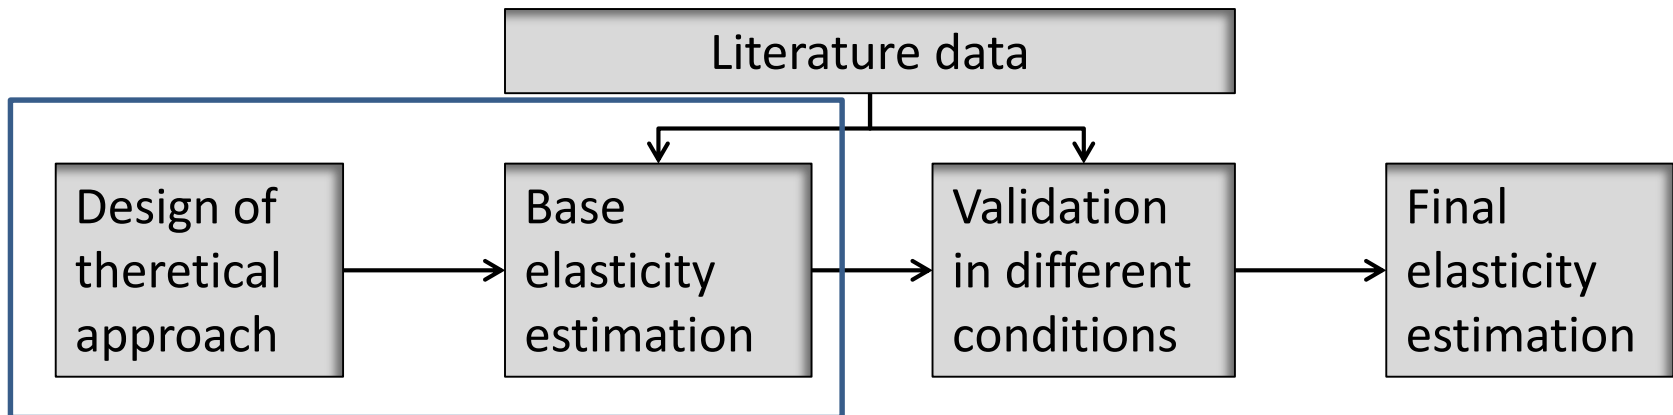 Literature data
Design of
theretical
approach
Base
elasticity
estimation
Validation
in different
conditions
Final
elasticity
estimation